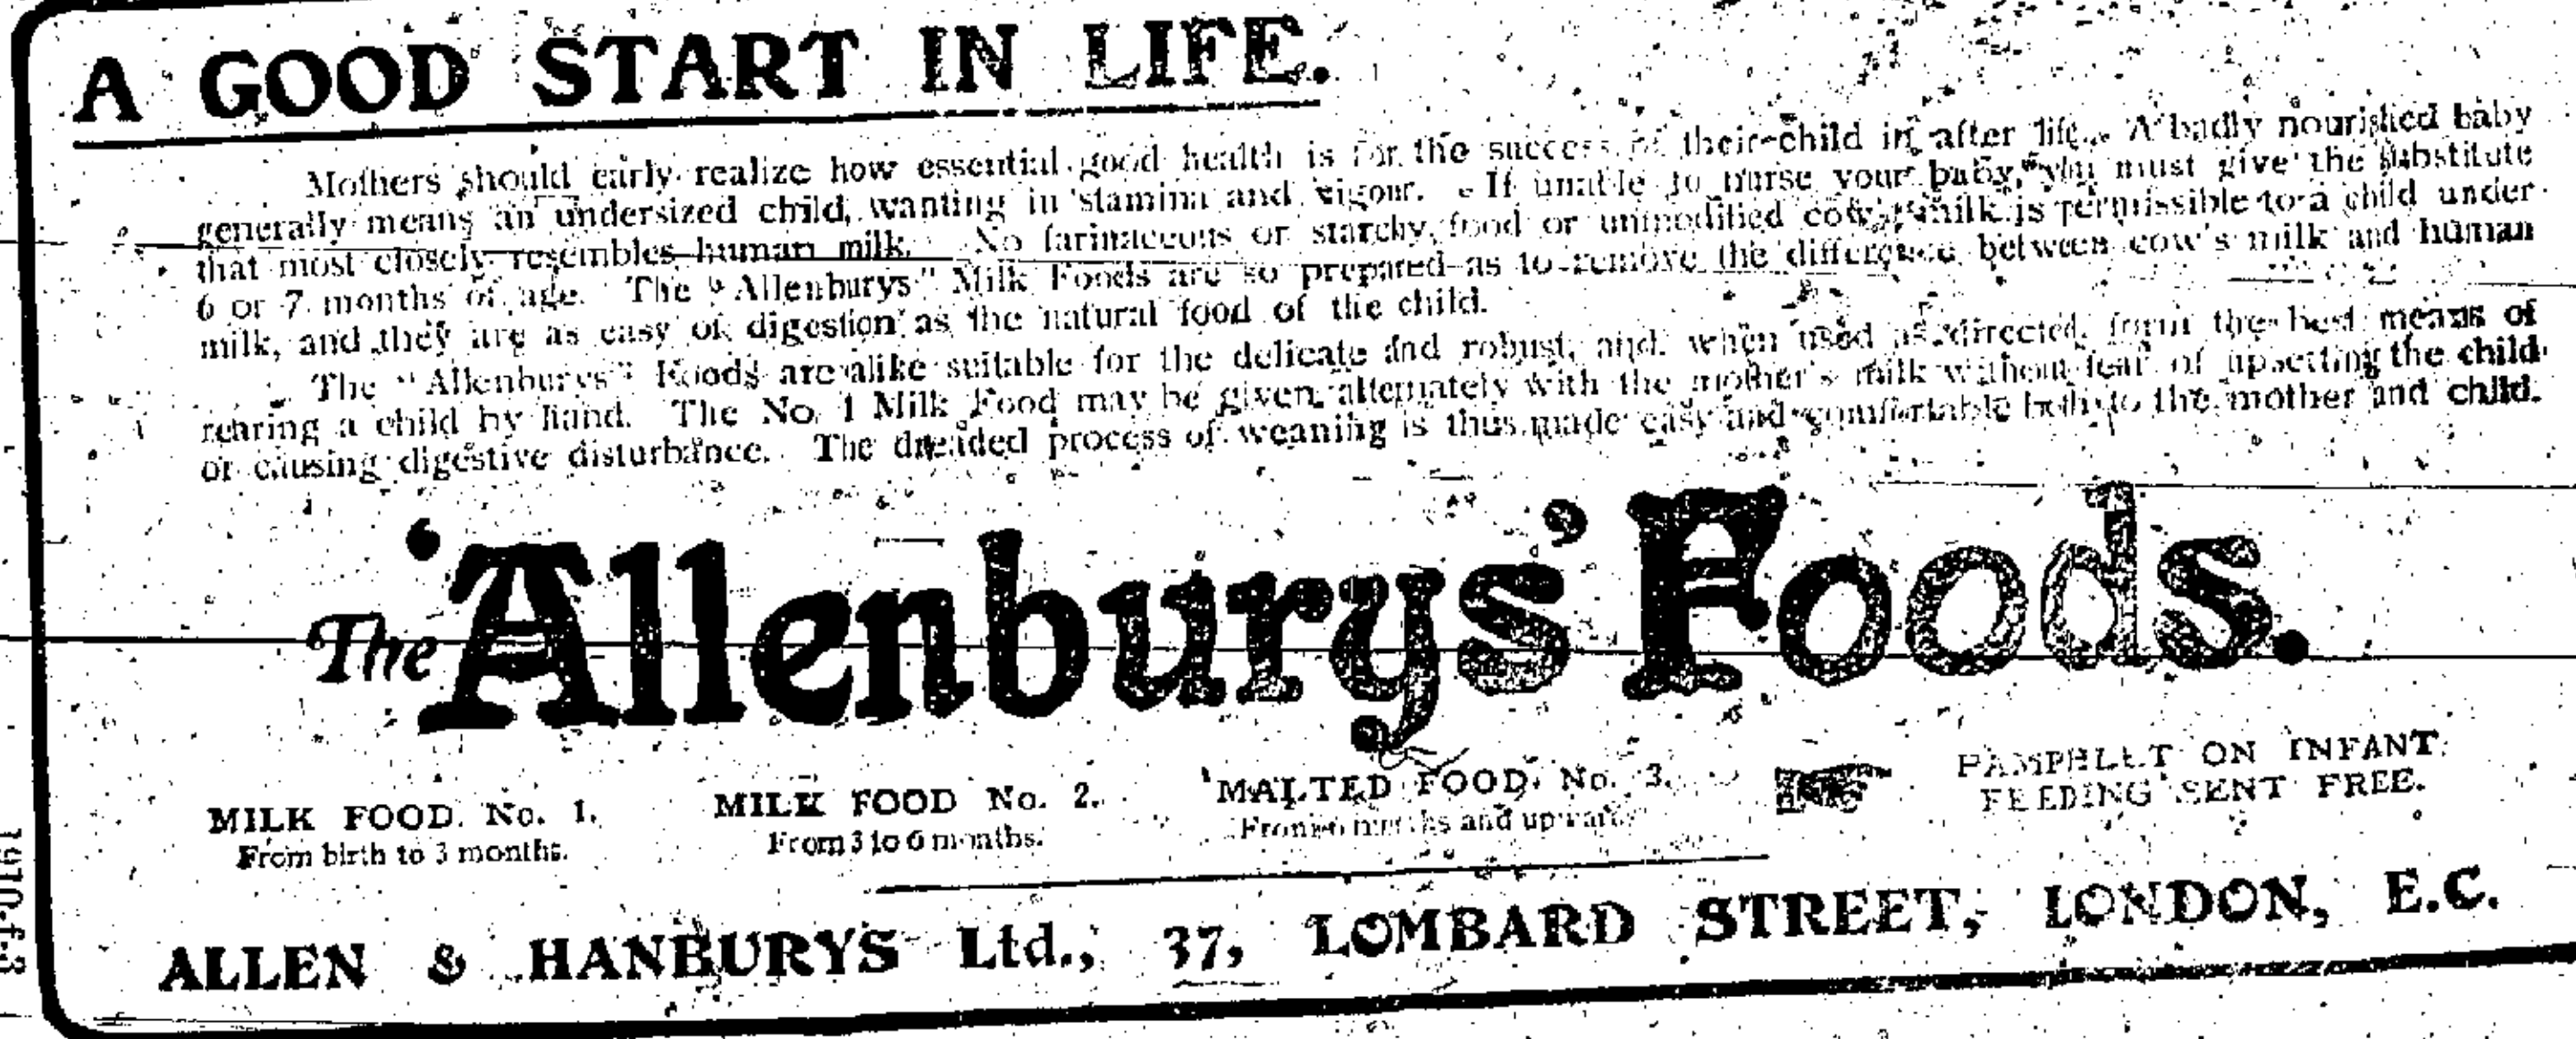 A GOOD START IN LIFE.
Mothers should early realize how essential good health is for the success of their child in after life. A badly nourished baby
generally means an undersized child, wanting in stamina and vigour. If unable to nurse your baby, you must give the substitute
that most closely resembles human milk. No farinaceous or starchy food or unmodified cow's milk is permissible to a child under
6 or 7 months of age. The "Allenburys" Milk Foods are so prepared as to remove the difference between cow's milk and human
milk, and they are as easy of digestion as the natural food of the child.
The "Allenburys" Foods are alike suitable for the delicate and robust, and, when used as directed, form the best means of
rearing a child by hand. The No. 1 Milk Food may be given alternately with the mother's milk without fear of upsetting the child
or causing digestive disturbance. The dreaded process of weaning is thus made easy and comfortable both to the mother and child.
The 'Allenburys' Foods.
MILK FOOD No. 1. MILK FOOD No. 2. MALTED FOOD No. 3. PAMPHLET ON INFANT
From birth to 3 months. From 3 to 6 months. From 6 months and upwards. FEEDING SENT FREE.
ALLEN & HANBURYS Ltd., 37, LOMBARD STREET, LONDON, E.C.